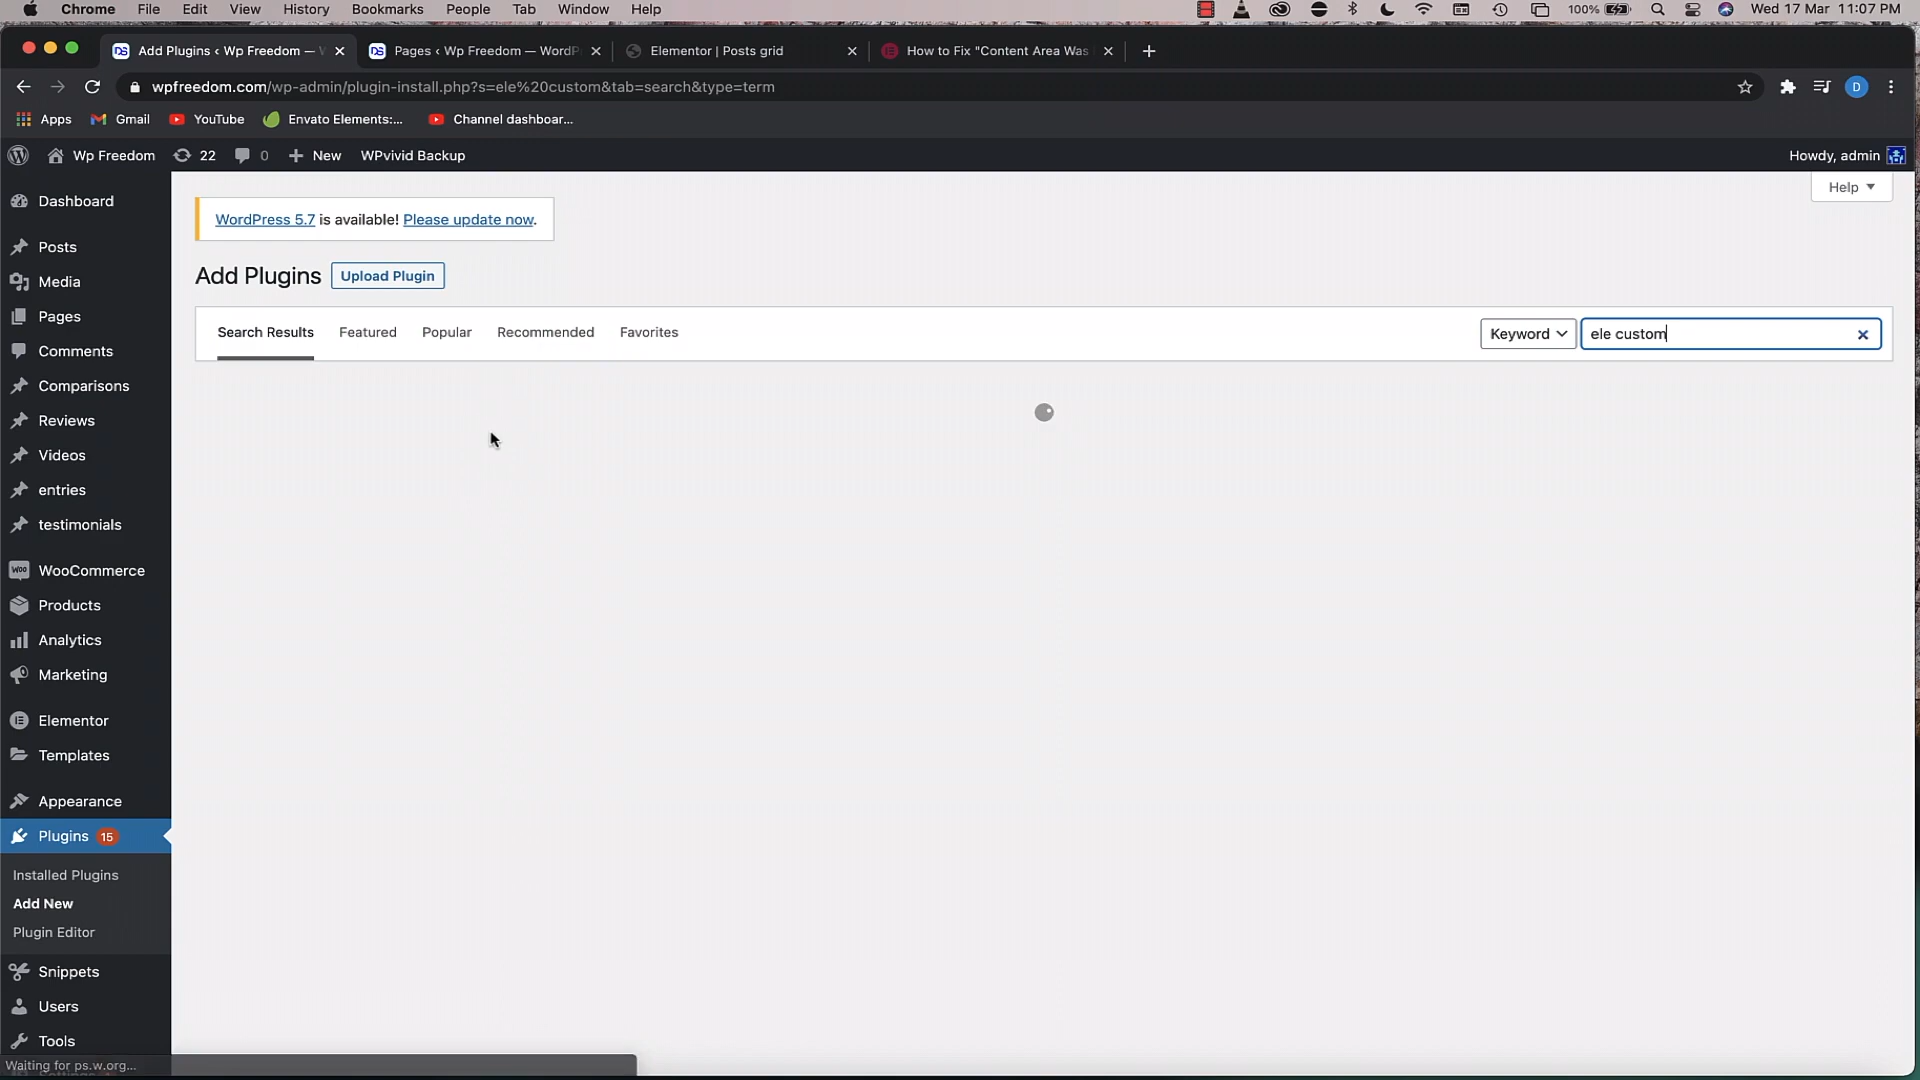 Chrome File Edit View History Bookmarks People Tab Window Help 100% Wed 17 Mar 11:07 PM
Add Plugins ‹ Wp Freedom — W
Pages ‹ Wp Freedom — WordP
Elementor | Posts grid
How to Fix "Content Area Was
wpfreedom.com/wp-admin/plugin-install.php?s=ele%20custom&tab=search&type=term
D
Apps Gmail YouTube Envato Elements:... Channel dashboar...
Wp Freedom 22 0 New WPvivid Backup Howdy, admin
Help
WordPress 5.7 is available! Please update now.
Add Plugins Upload Plugin
Search Results Featured Popular Recommended Favorites Keyword ele custom
Dashboard
Posts
Media
Pages
Comments
Comparisons
Reviews
Videos
entries
testimonials
WooCommerce
Products
Analytics
Marketing
Elementor
Templates
Appearance
Plugins 15
Installed Plugins
Add New
Plugin Editor
Snippets
Users
Tools
Waiting for ps.w.org...